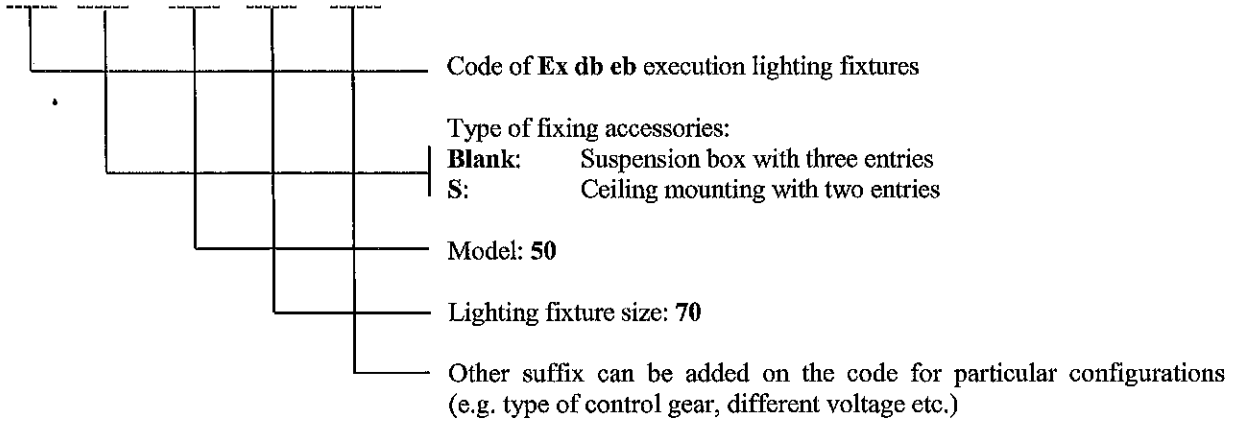 Code of Ex db eb execution lighting fixtures
Type of fixing accessories:
Blank: Suspension box with three entries
S: Ceiling mounting with two entries
Model: 50
Lighting fixture size: 70
Other suffix can be added on the code for particular configurations
(e.g. type of control gear, different voltage etc.)